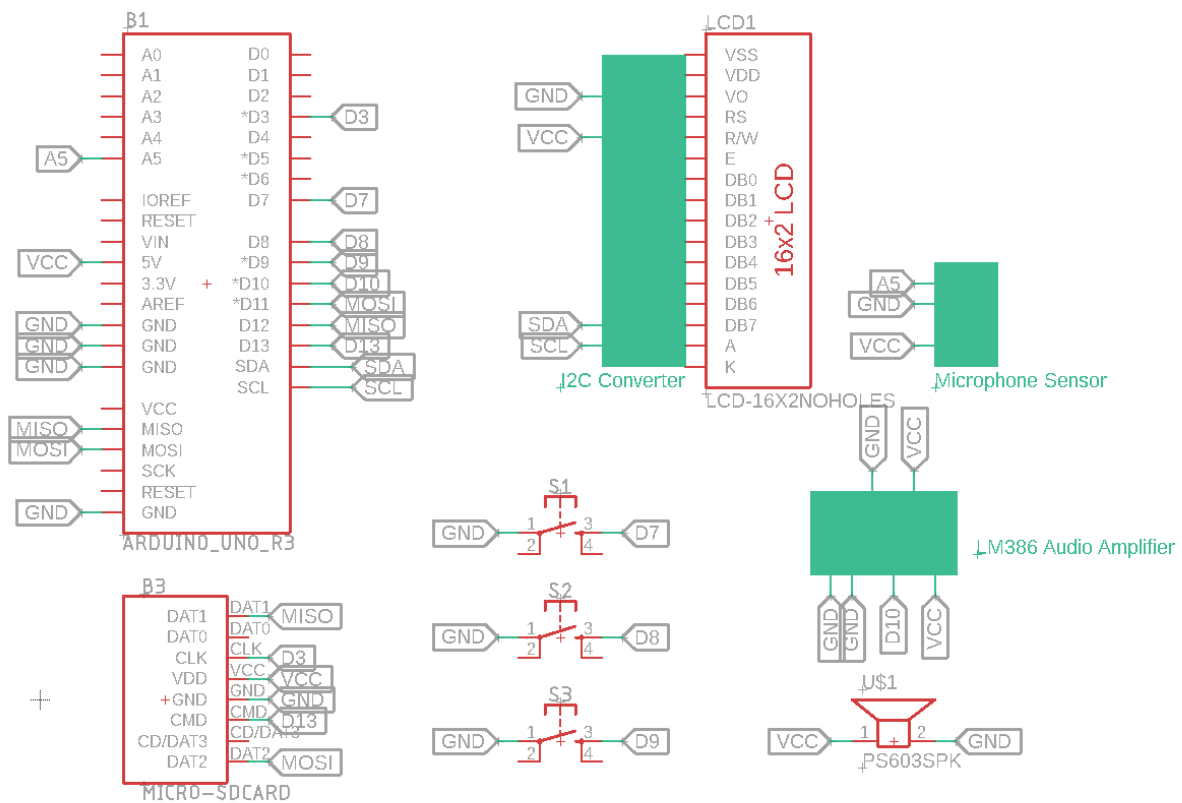 B1
A0
A1
A2
A3
A4
A5
A5
IOREF
RESET
VIN
VCC
5V
3.3V
AREF
GND
GND
GND
GND
GND
GND
VCC
MISO
MISO
MOSI
MOSI
SCK
RESET
GND
GND
D0
D1
D2
*D3
D3
D4
*D5
*D6
D7
D7
D8
D8
*D9
D9
*D10
D10
*D11
MOSI
D12
MISO
D13
D13
SDA
SDA
SCL
SCL
ARDUINO_UNO_R3
LCD1
GND
VCC
SDA
SCL
I2C Converter
VSS
VDD
VO
RS
R/W
E
DB0
DB1
DB2
DB3
DB4
DB5
DB6
DB7
A
K
16x2 LCD
LCD-16X2NOHOLES
A5
GND
VCC
Microphone Sensor
GND
VCC
LM386 Audio Amplifier
GND
GND
D10
VCC
S1
GND
1
2
3
4
D7
S2
GND
1
2
3
4
D8
S3
GND
1
2
3
4
D9
B3
DAT1
DAT1
MISO
DAT0
DAT0
CLK
CLK
D3
VDD
VCC
VCC
GND
GND
GND
CMD
CMD
D13
CD/DAT3
CD/DAT3
DAT2
DAT2
MOSI
MICRO-SDCARD
U$1
VCC
1
2
GND
PS603SPK